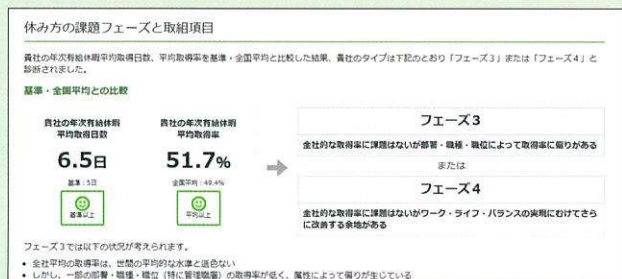 休み方の課題フェーズと取組項目
貴社の年次有給休暇平均取得日数、平均取得率を基準・全国平均と比較した結果、貴社のタイプは下記のとおり「フェーズ3」または「フェーズ4」と
診断されました。
基準・全国平均との比較
貴社の年次有給休暇
平均取得日数
6.5日
基準:5日
基準以上
貴社の年次有給休暇
平均取得率
51.7%
全国平均:49.4%
平均以上
フェーズ3
全社的な取得率に課題はないが部署・職種・職位によって取得率に偏りがある
または
フェーズ4
全社的な取得率に課題はないがワーク・ライフ・バランスの実現にむけてさら
に改善する余地がある
フェーズ3では以下の状況が考えられます。
• 全社平均の取得率は、世間の平均的な水準と遜色ない
• しかし、一部の部署・職種・職位(特に管理職層)の取得率が低く、属性によって偏りが生じている